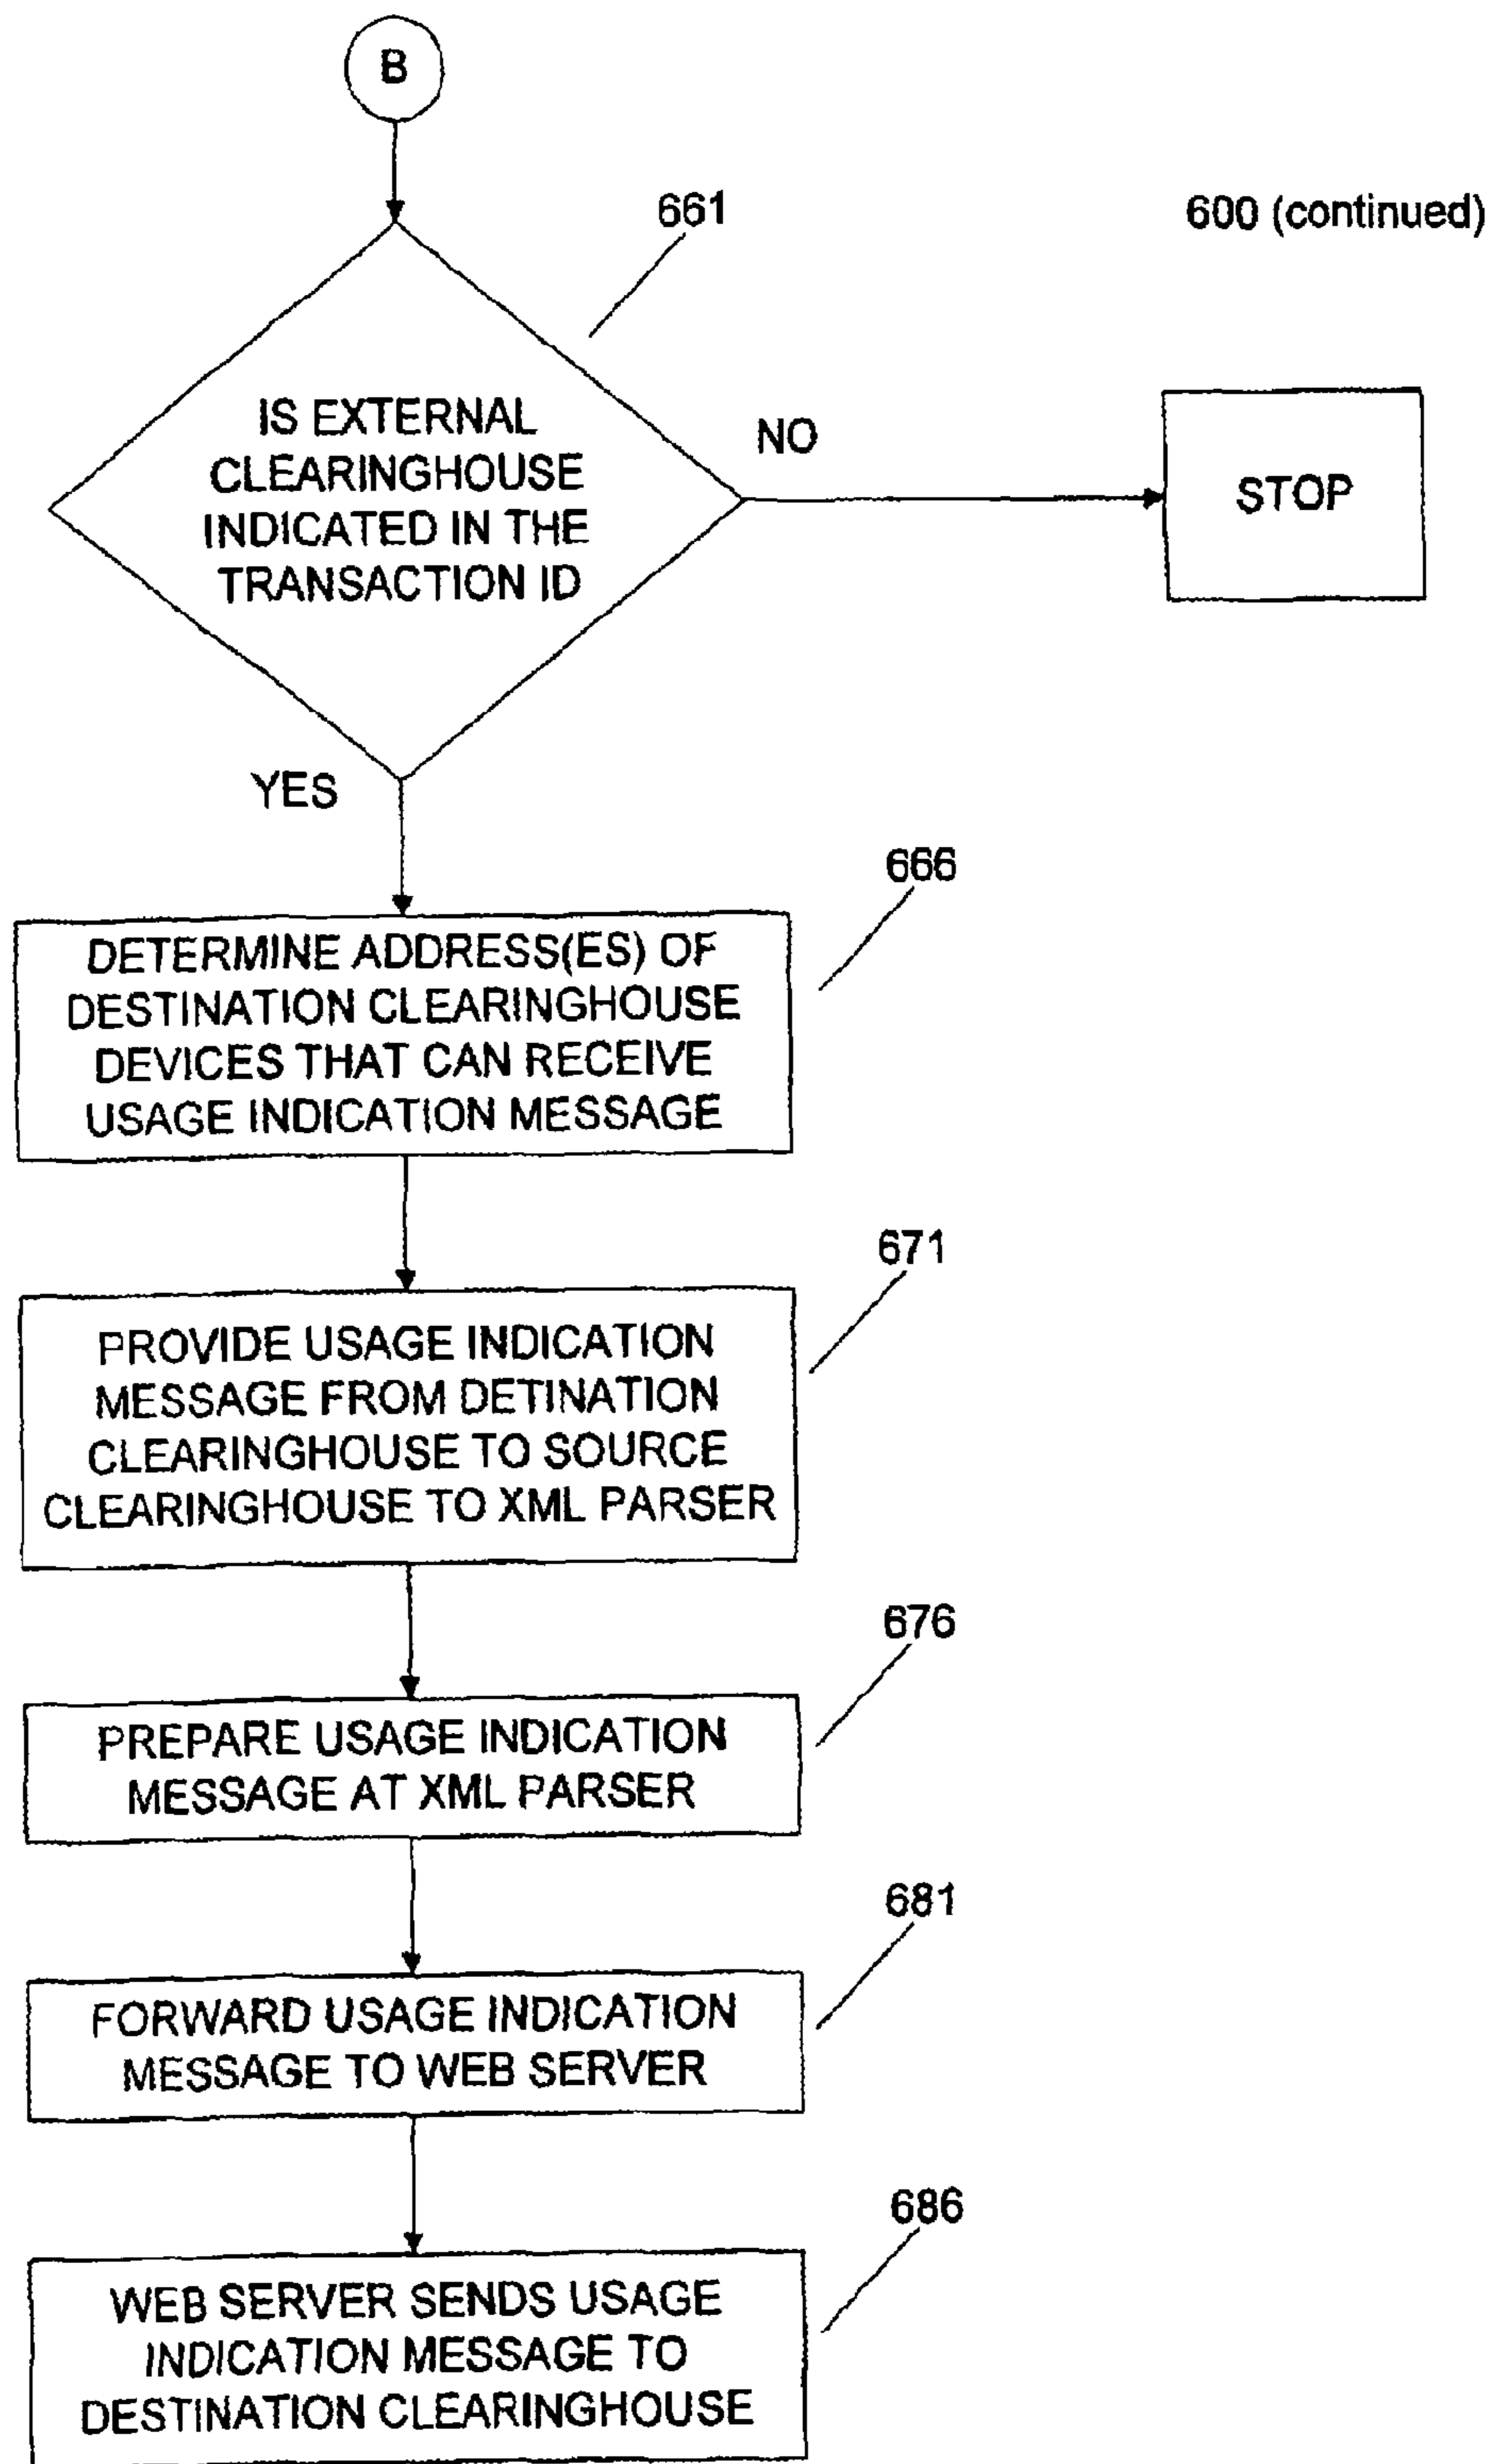 B
661
600 (continued)
IS EXTERNAL
CLEARINGHOUSE
INDICATED IN THE
TRANSACTION ID
NO
STOP
YES
666
DETERMINE ADDRESS(ES) OF
DESTINATION CLEARINGHOUSE
DEVICES THAT CAN RECEIVE
USAGE INDICATION MESSAGE
671
PROVIDE USAGE INDICATION
MESSAGE FROM DETINATION
CLEARINGHOUSE TO SOURCE
CLEARINGHOUSE TO XML PARSER
676
PREPARE USAGE INDICATION
MESSAGE AT XML PARSER
681
FORWARD USAGE INDICATION
MESSAGE TO WEB SERVER
686
WEB SERVER SENDS USAGE
INDICATION MESSAGE TO
DESTINATION CLEARINGHOUSE